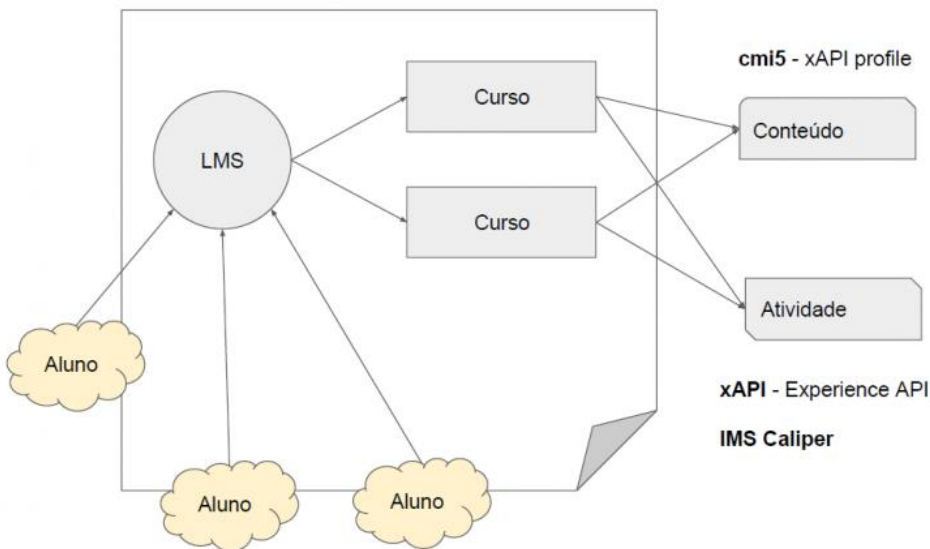 cmi5 - xAPI profile
Curso
Conteúdo
LMS
Curso
Atividade
Aluno
xAPI - Experience API
IMS Caliper
Aluno
Aluno